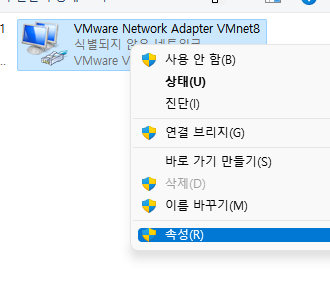 1
VMware Network Adapter VMnet8
식별되지 않은 네트워크
VMware V
...
사용 안 함(B)
상태(U)
진단(I)
연결 브리지(G)
바로 가기 만들기(S)
삭제(D)
이름 바꾸기(M)
속성(R)